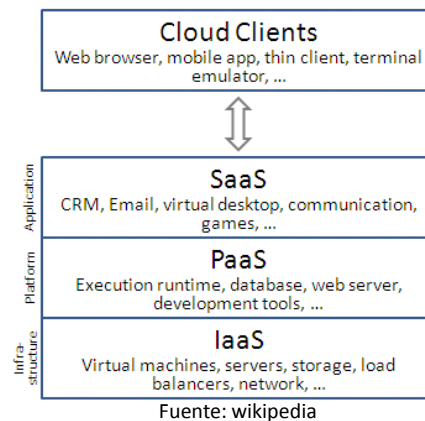 Cloud Clients
Web browser, mobile app, thin client, terminal
emulator, ...
Application
SaaS
CRM, Email, virtual desktop, communication,
games, ...
Platform
PaaS
Execution runtime, database, web server,
development tools, ...
Infra-
structure
IaaS
Virtual machines, servers, storage, load
balancers, network, ...
Fuente: wikipedia